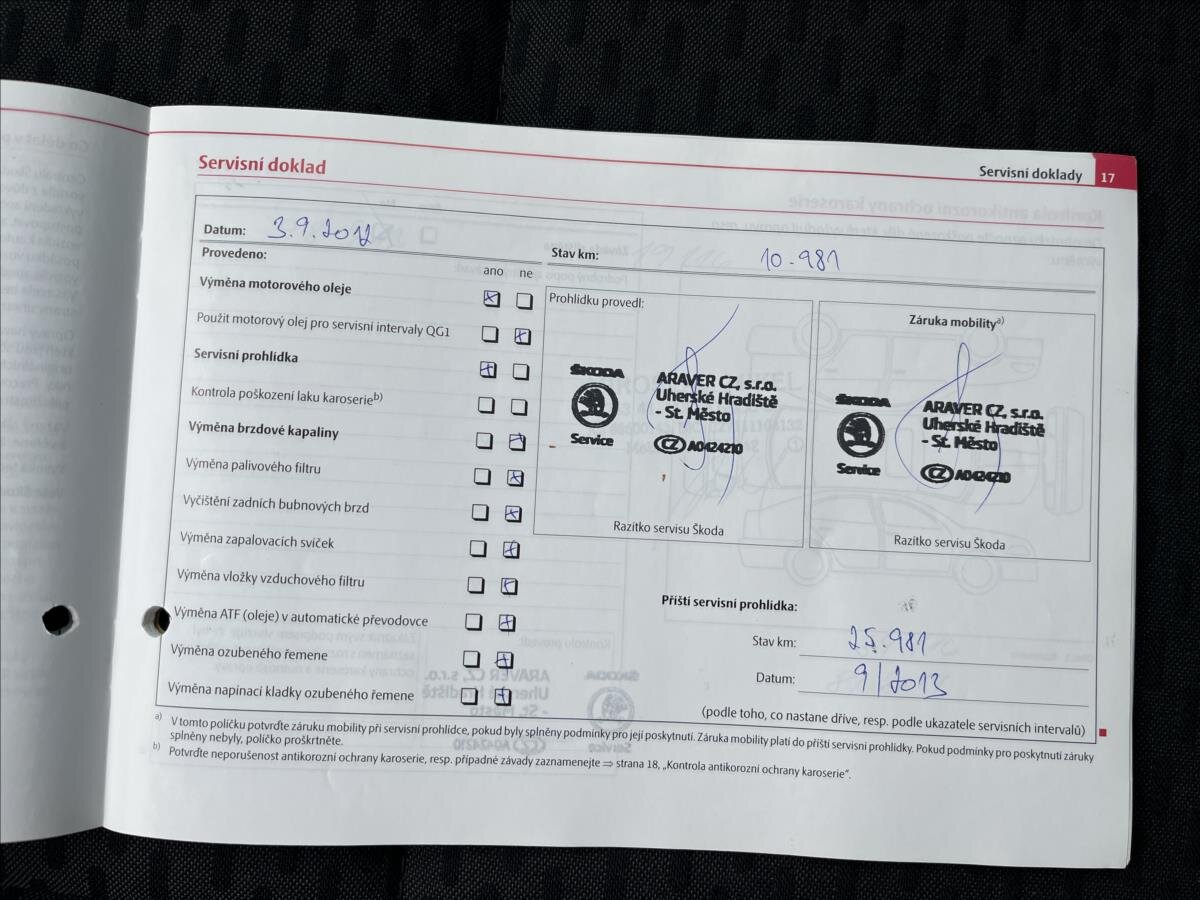 Servisní doklady 17
Servisní doklad
Datum: 3.9.2012
Stav km: 10.981
Provedeno:
ano ne
Výměna motorového oleje
Použit motorový olej pro servisní intervaly QG1
Servisní prohlídka
Kontrola poškození laku karoserieb)
Výměna brzdové kapaliny
Výměna palivového filtru
Vyčištění zadních bubnových brzd
Výměna zapalovacích svíček
Výměna vložky vzduchového filtru
Výměna ATF (oleje) v automatické převodovce
Výměna ozubeného řemene
Výměna napínací kladky ozubeného řemene
Prohlídku provedl:
ŠKODA
Service
ARAVER CZ, s.r.o.
Uherské Hradiště
- St. Město
CZ A0424210
Razítko servisu Škoda
Záruka mobilitya)
ŠKODA
Service
ARAVER CZ, s.r.o.
Uherské Hradiště
- St. Město
CZ A0424210
Razítko servisu Škoda
Příští servisní prohlídka:
Stav km: 25.981
Datum: 9/2013
(podle toho, co nastane dříve, resp. podle ukazatele servisních intervalů)
a) V tomto políčku potvrďte záruku mobility při servisní prohlídce, pokud byly splněny podmínky pro její poskytnutí. Záruka mobility platí do příští servisní prohlídky. Pokud podmínky pro poskytnutí záruky
splněny nebyly, políčko proškrtněte.
b) Potvrďte neporušenost antikorozní ochrany karoserie, resp. případné závady zaznamenejte ⇒ strana 18, „Kontrola antikorozní ochrany karoserie“.